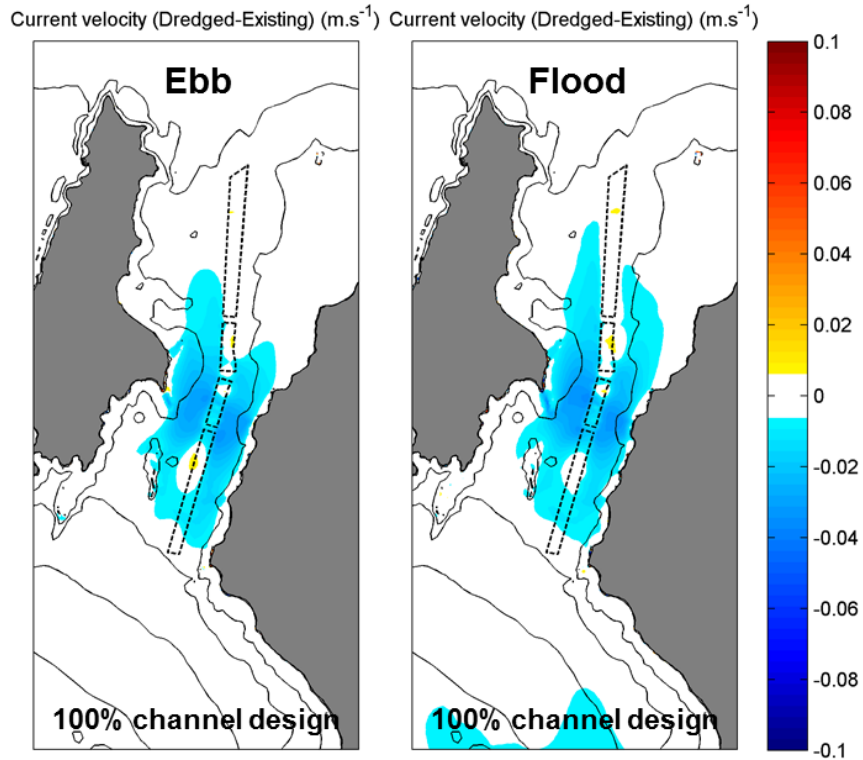 Current velocity (Dredged-Existing) (m.s⁻¹) Current velocity (Dredged-Existing) (m.s⁻¹)
Ebb
Flood
100% channel design
100% channel design
0.1
0.08
0.06
0.04
0.02
0
-0.02
-0.04
-0.06
-0.08
-0.1